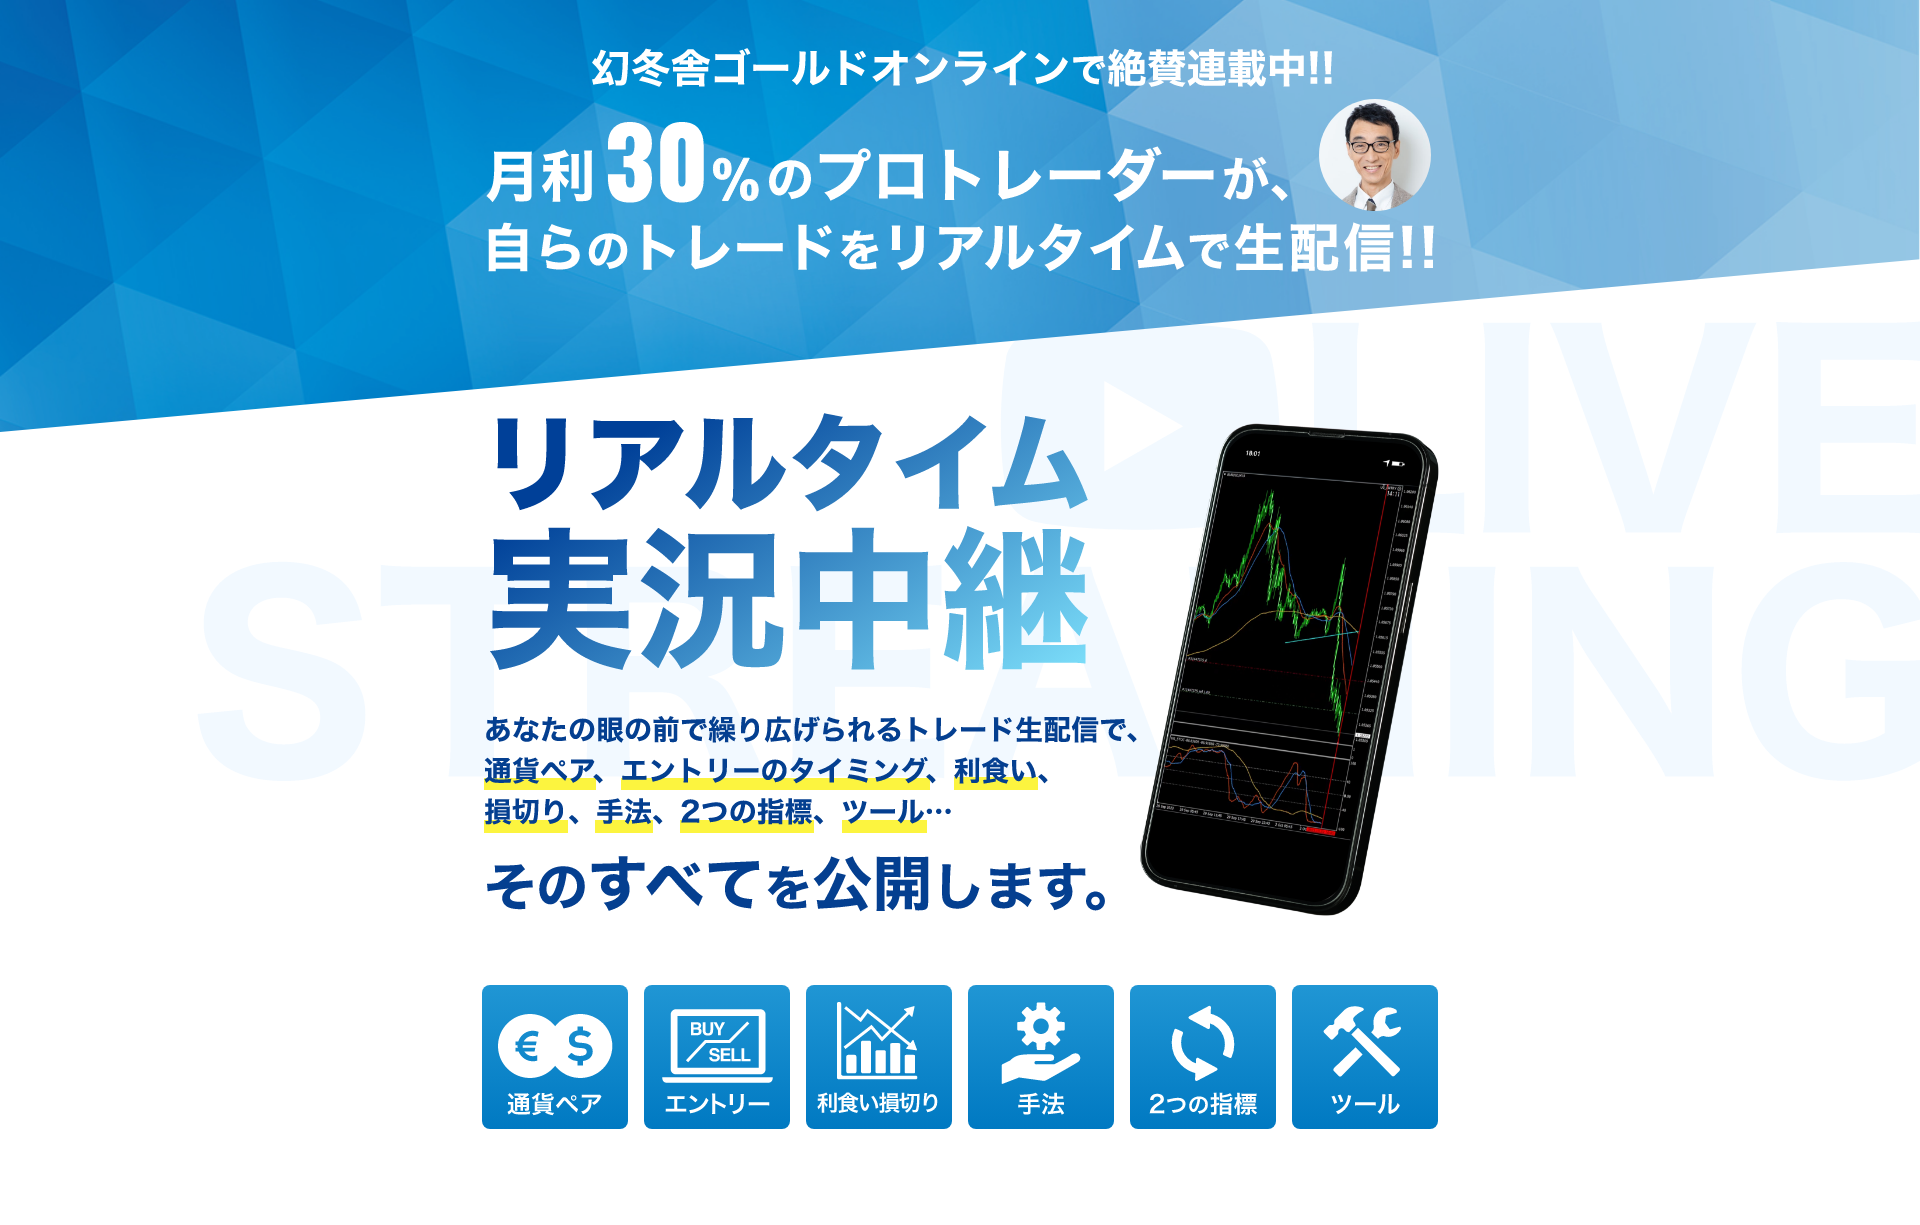 幻冬舎ゴールドオンラインで絶賛連載中!!
月利30%のプロトレーダーが、
自らのトレードをリアルタイムで生配信!!
LIVE
STREAMING
リアルタイム
実況中継
18:01
あなたの眼の前で繰り広げられるトレード生配信で、
通貨ペア、エントリーのタイミング、利食い、
損切り、手法、2つの指標、ツール…
そのすべてを公開します。
€ $
通貨ペア
BUY
SELL
エントリー
利食い損切り
手法
2つの指標
ツール